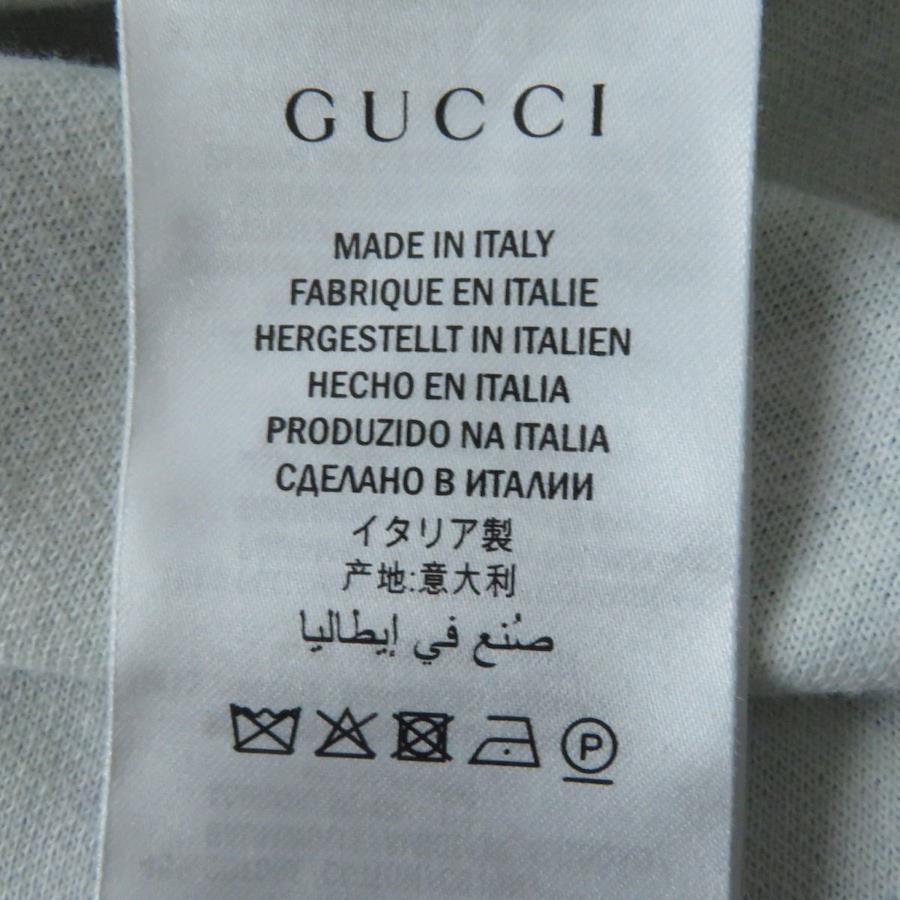 GUCCI
MADE IN ITALY
FABRIQUE EN ITALIE
HERGESTELLT IN ITALIEN
HECHO EN ITALIA
PRODUZIDO NA ITALIA
СДЕЛАНО В ИТАЛИИ
イタリア製
产地:意大利
صُنع في إيطاليا
P